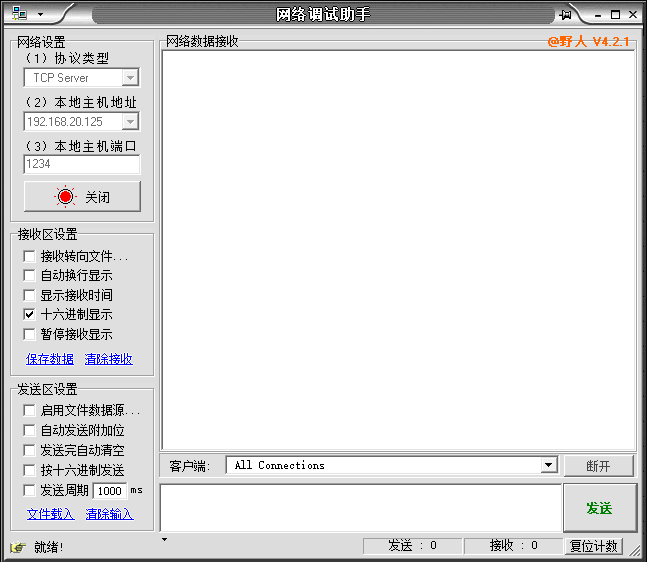 网络调试助手
网络设置
（1）协议类型
TCP Server
（2）本地主机地址
192.168.20.125
（3）本地主机端口
1234
关闭
接收区设置
接收转向文件...
自动换行显示
显示接收时间
十六进制显示
暂停接收显示
保存数据 清除接收
发送区设置
启用文件数据源...
自动发送附加位
发送完自动清空
按十六进制发送
发送周期 1000 ms
文件载入 清除输入
网络数据接收
@野人 V4.2.1
客户端: All Connections 断开
发送
就绪!
发送 : 0
接收 : 0
复位计数